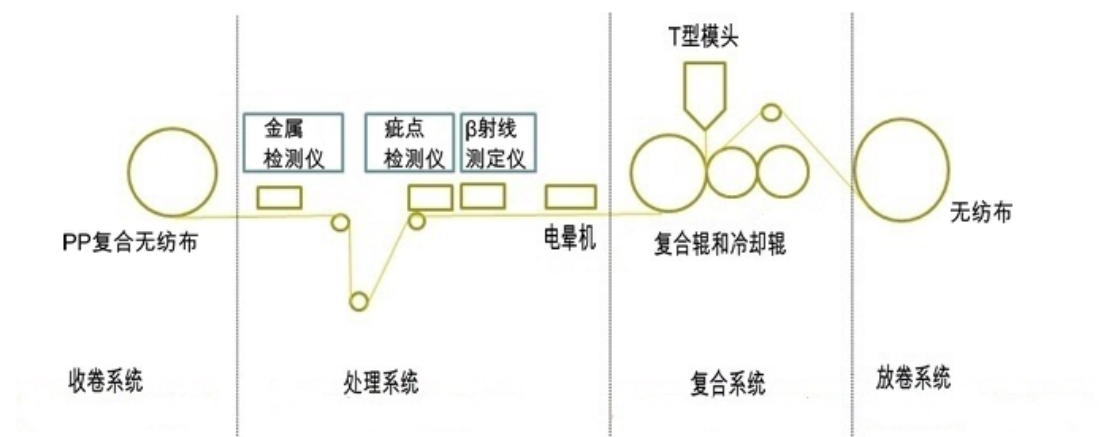 T型模头
金属
检测仪
疵点
检测仪
β射线
测定仪
PP复合无纺布
电晕机
复合辊和冷却辊
无纺布
收卷系统
处理系统
复合系统
放卷系统